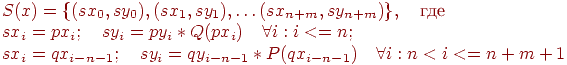 S(x) = {(sx₀, sy₀), (sx₁, sy₁), … (sxₙ₊ₘ, syₙ₊ₘ)}, где
sxᵢ = pxᵢ; syᵢ = pyᵢ * Q(pxᵢ) ∀i : i <= n;
sxᵢ = qxᵢ₋ₙ₋₁; syᵢ = qyᵢ₋ₙ₋₁ * P(qxᵢ₋ₙ₋₁) ∀i : n < i <= n + m + 1